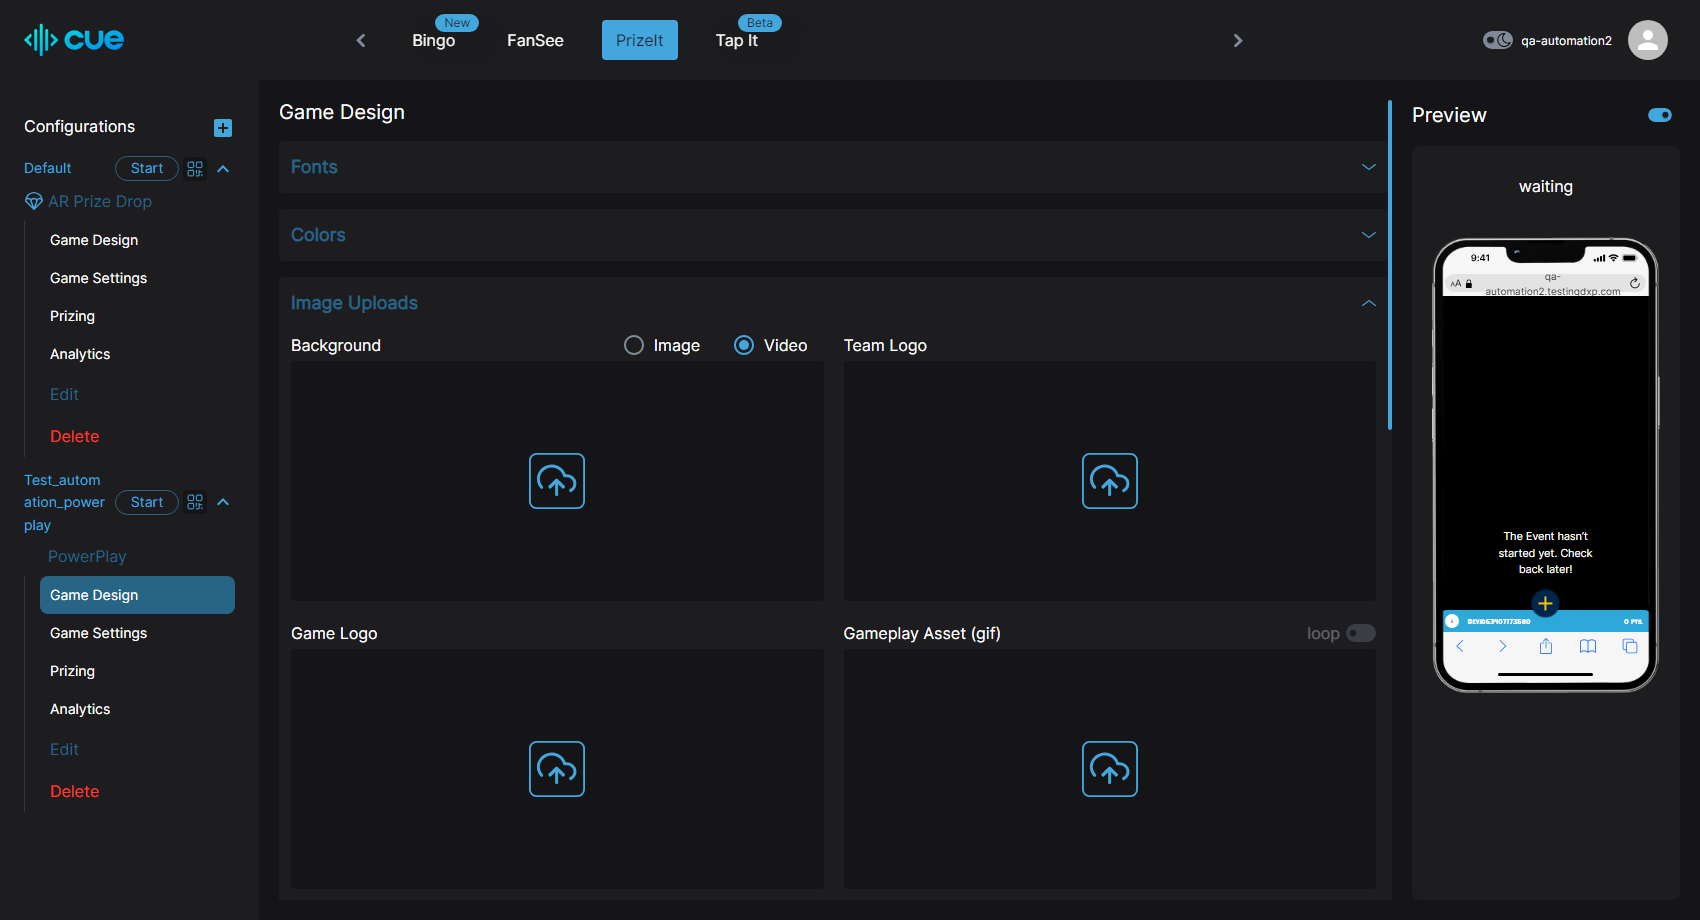 cue
New
Bingo
FanSee
PrizeIt
Beta
Tap It
qa-automation2
Configurations
Default
Start
AR Prize Drop
Game Design
Game Settings
Prizing
Analytics
Edit
Delete
Test_autom
ation_power
play
Start
PowerPlay
Game Design
Game Settings
Prizing
Analytics
Edit
Delete
Game Design
Fonts
Colors
Image Uploads
Background
Image
Video
Team Logo
Game Logo
Gameplay Asset (gif)
loop
Preview
waiting
9:41
AA
qa-
automation2.testingdxp.com
The Event hasn't
started yet. Check
back later!
0 PTS.